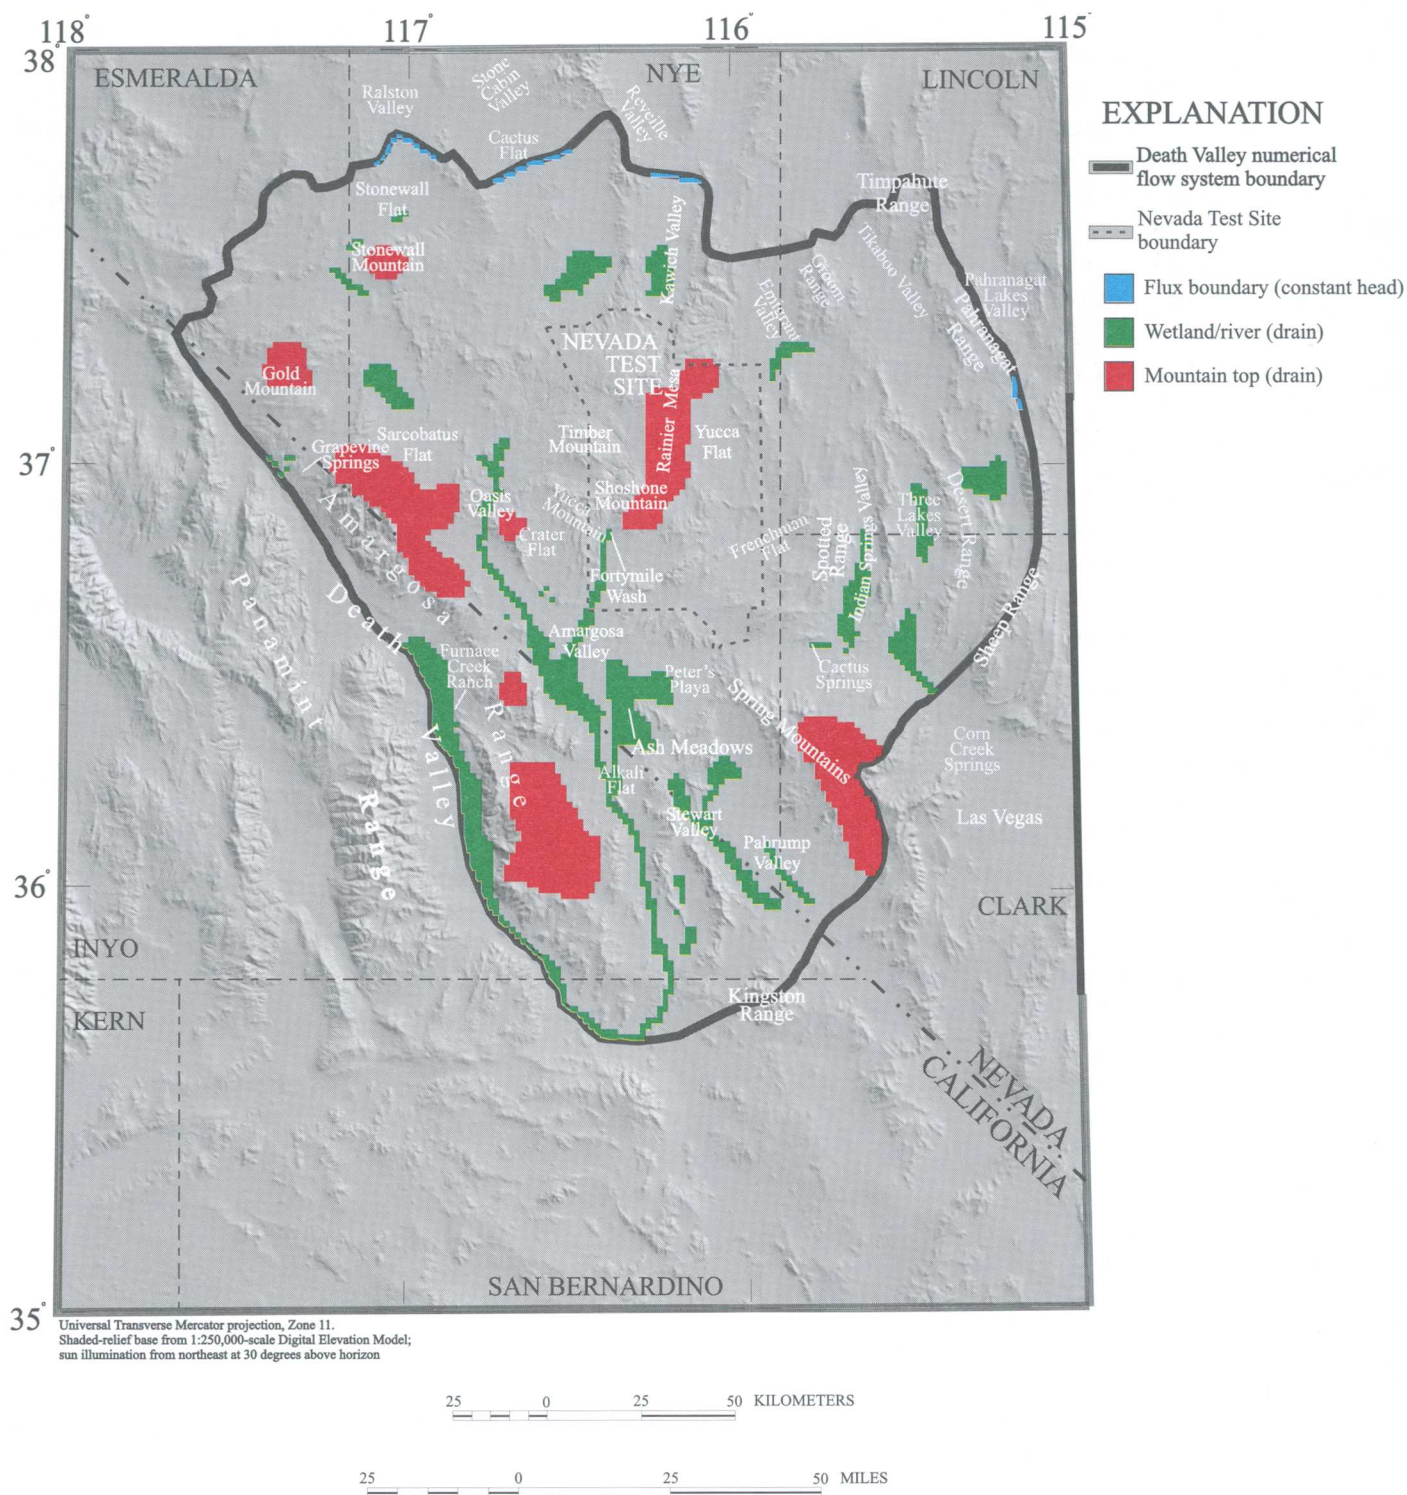 118°
117°
116°
115°
38°
37°
36°
35°
ESMERALDA
NYE
LINCOLN
Ralston
Valley
Stone
Cabin
Valley
Reveille
Valley
Cactus
Flat
Stonewall
Flat
Stonewall
Mountain
Kawich Valley
Timpahute
Range
Tikaboo Valley
Groom
Range
Emigrant
Valley
Pahranagat
Lakes
Valley
Pahranagat
Range
NEVADA
TEST
SITE
Gold
Mountain
Rainier Mesa
Sarcobatus
Flat
Grapevine
Springs
Timber
Mountain
Yucca
Flat
Oasis
Valley
Yucca
Mountain
Shoshone
Mountain
Crater
Flat
Frenchman
Flat
Spotted
Range
Indian Springs Valley
Three
Lakes
Valley
Desert Range
Fortymile
Wash
Amargosa
Range
Panamint
Range
Death
Valley
Sheep Range
Amargosa
Valley
Furnace
Creek
Ranch
Peter's
Playa
Cactus
Springs
Spring Mountains
Ash Meadows
Corn
Creek
Springs
Alkali
Flat
Stewart
Valley
Las Vegas
Pahrump
Valley
CLARK
INYO
KERN
Kingston
Range
NEVADA
CALIFORNIA
SAN BERNARDINO
EXPLANATION
Death Valley numerical
flow system boundary
Nevada Test Site
boundary
Flux boundary (constant head)
Wetland/river (drain)
Mountain top (drain)
Universal Transverse Mercator projection, Zone 11.
Shaded-relief base from 1:250,000-scale Digital Elevation Model;
sun illumination from northeast at 30 degrees above horizon
25 0 25 50 KILOMETERS
25 0 25 50 MILES